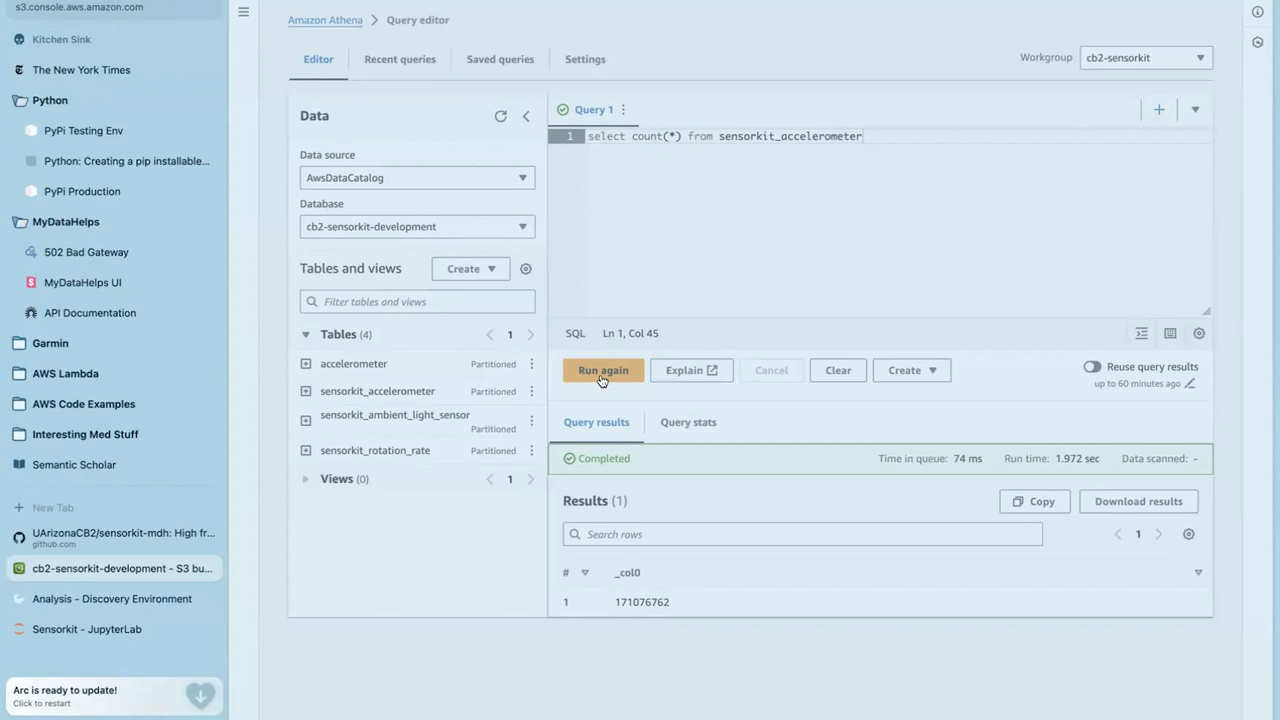 s3.console.aws.amazon.com
Kitchen Sink
The New York Times
Python
PyPi Testing Env
Python: Creating a pip installable...
PyPi Production
MyDataHelps
502 Bad Gateway
MyDataHelps UI
API Documentation
Garmin
AWS Lambda
AWS Code Examples
Interesting Med Stuff
Semantic Scholar
New Tab
UArizonaCB2/sensorkit-mdh: High fr...
github.com
cb2-sensorkit-development - S3 bu...
Analysis - Discovery Environment
Sensorkit - JupyterLab
Arc is ready to update!
Click to restart
Amazon Athena > Query editor
Editor Recent queries Saved queries Settings
Workgroup cb2-sensorkit
Data
Data source
AwsDataCatalog
Database
cb2-sensorkit-development
Tables and views Create
Filter tables and views
Tables (4) < 1 >
accelerometer Partitioned
sensorkit_accelerometer Partitioned
sensorkit_ambient_light_sensor
Partitioned
sensorkit_rotation_rate Partitioned
Views (0) < 1 >
Query 1
1 select count(*) from sensorkit_accelerometer
SQL Ln 1, Col 45
Run again Explain Cancel Clear Create
Reuse query results
up to 60 minutes ago
Query results Query stats
Completed Time in queue: 74 ms Run time: 1.972 sec Data scanned: -
Results (1) Copy Download results
Search rows < 1 >
# _col0
1 171076762